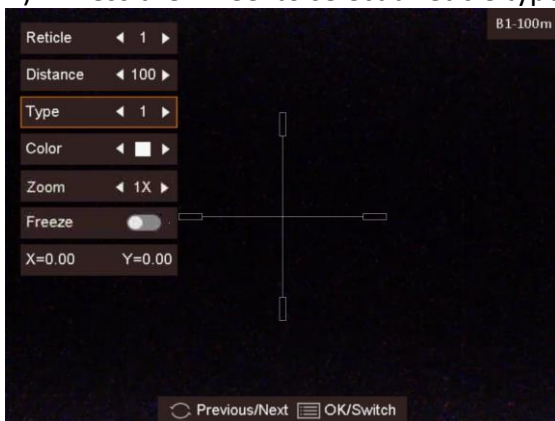 B1-100m
Reticle 1
Distance 100
Type 1
Color
Zoom 1X
Freeze
X=0.00 Y=0.00
Previous/Next OK/Switch